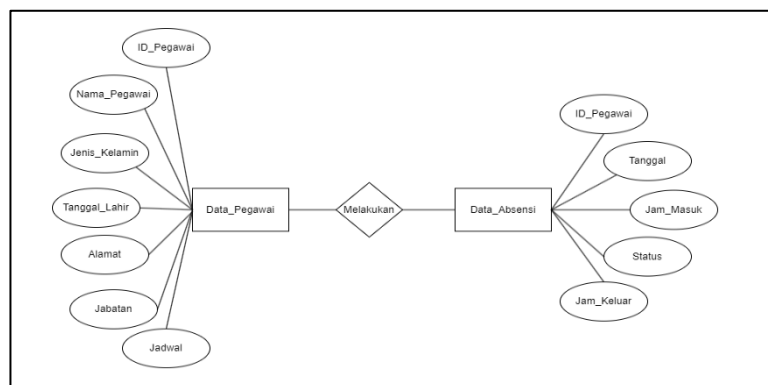 ID_Pegawai
Nama_Pegawai
Jenis_Kelamin
Tanggal_Lahir
Alamat
Jabatan
Jadwal
Data_Pegawai
Melakukan
Data_Absensi
ID_Pegawai
Tanggal
Jam_Masuk
Status
Jam_Keluar